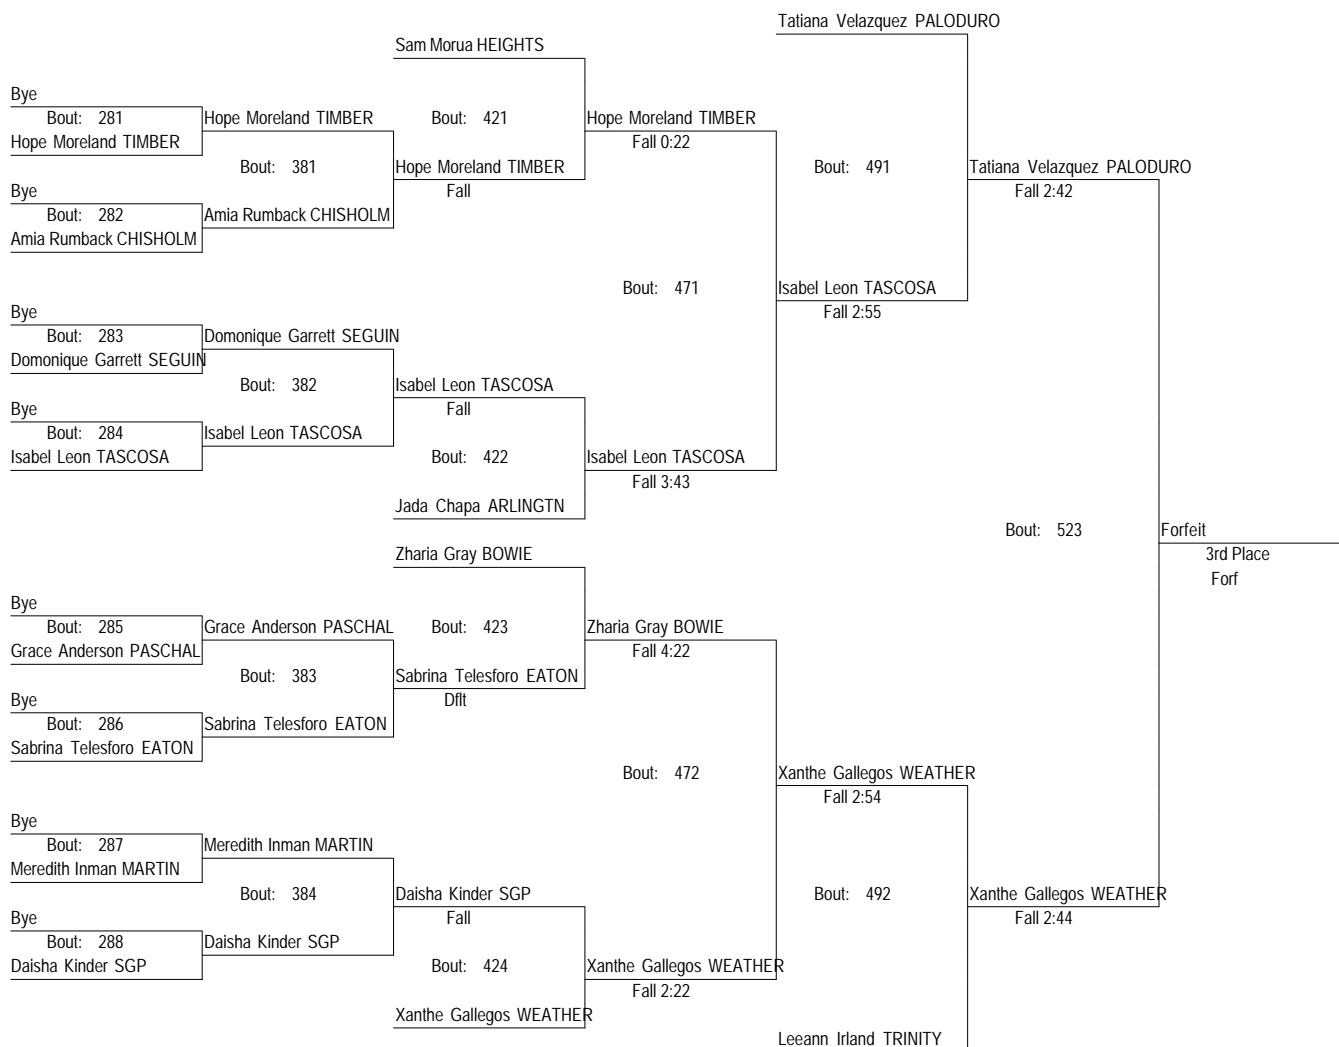 Tatiana Velazquez PALODURO
Sam Morua HEIGHTS
Bye
Bout: 281
Hope Moreland TIMBER
Hope Moreland TIMBER
Bout: 421
Hope Moreland TIMBER
Fall 0:22
Bout: 381
Hope Moreland TIMBER
Fall
Bout: 491
Tatiana Velazquez PALODURO
Fall 2:42
Bye
Bout: 282
Amia Rumback CHISHOLM
Amia Rumback CHISHOLM
Bout: 471
Isabel Leon TASCOSA
Fall 2:55
Bye
Bout: 283
Domonique Garrett SEGUIN
Domonique Garrett SEGUIN
Bout: 382
Isabel Leon TASCOSA
Fall
Bye
Bout: 284
Isabel Leon TASCOSA
Isabel Leon TASCOSA
Bout: 422
Isabel Leon TASCOSA
Fall 3:43
Jada Chapa ARLINGTN
Bout: 523
Forfeit
3rd Place
Forf
Zharia Gray BOWIE
Bye
Bout: 285
Grace Anderson PASCHAL
Grace Anderson PASCHAL
Bout: 423
Zharia Gray BOWIE
Fall 4:22
Bout: 383
Sabrina Telesforo EATON
Dflt
Bye
Bout: 286
Sabrina Telesforo EATON
Sabrina Telesforo EATON
Bout: 472
Xanthe Gallegos WEATHER
Fall 2:54
Bye
Bout: 287
Meredith Inman MARTIN
Meredith Inman MARTIN
Bout: 384
Daisha Kinder SGP
Fall
Bout: 492
Xanthe Gallegos WEATHER
Fall 2:44
Bye
Bout: 288
Daisha Kinder SGP
Daisha Kinder SGP
Bout: 424
Xanthe Gallegos WEATHER
Fall 2:22
Xanthe Gallegos WEATHER
Leeann Irland TRINITY